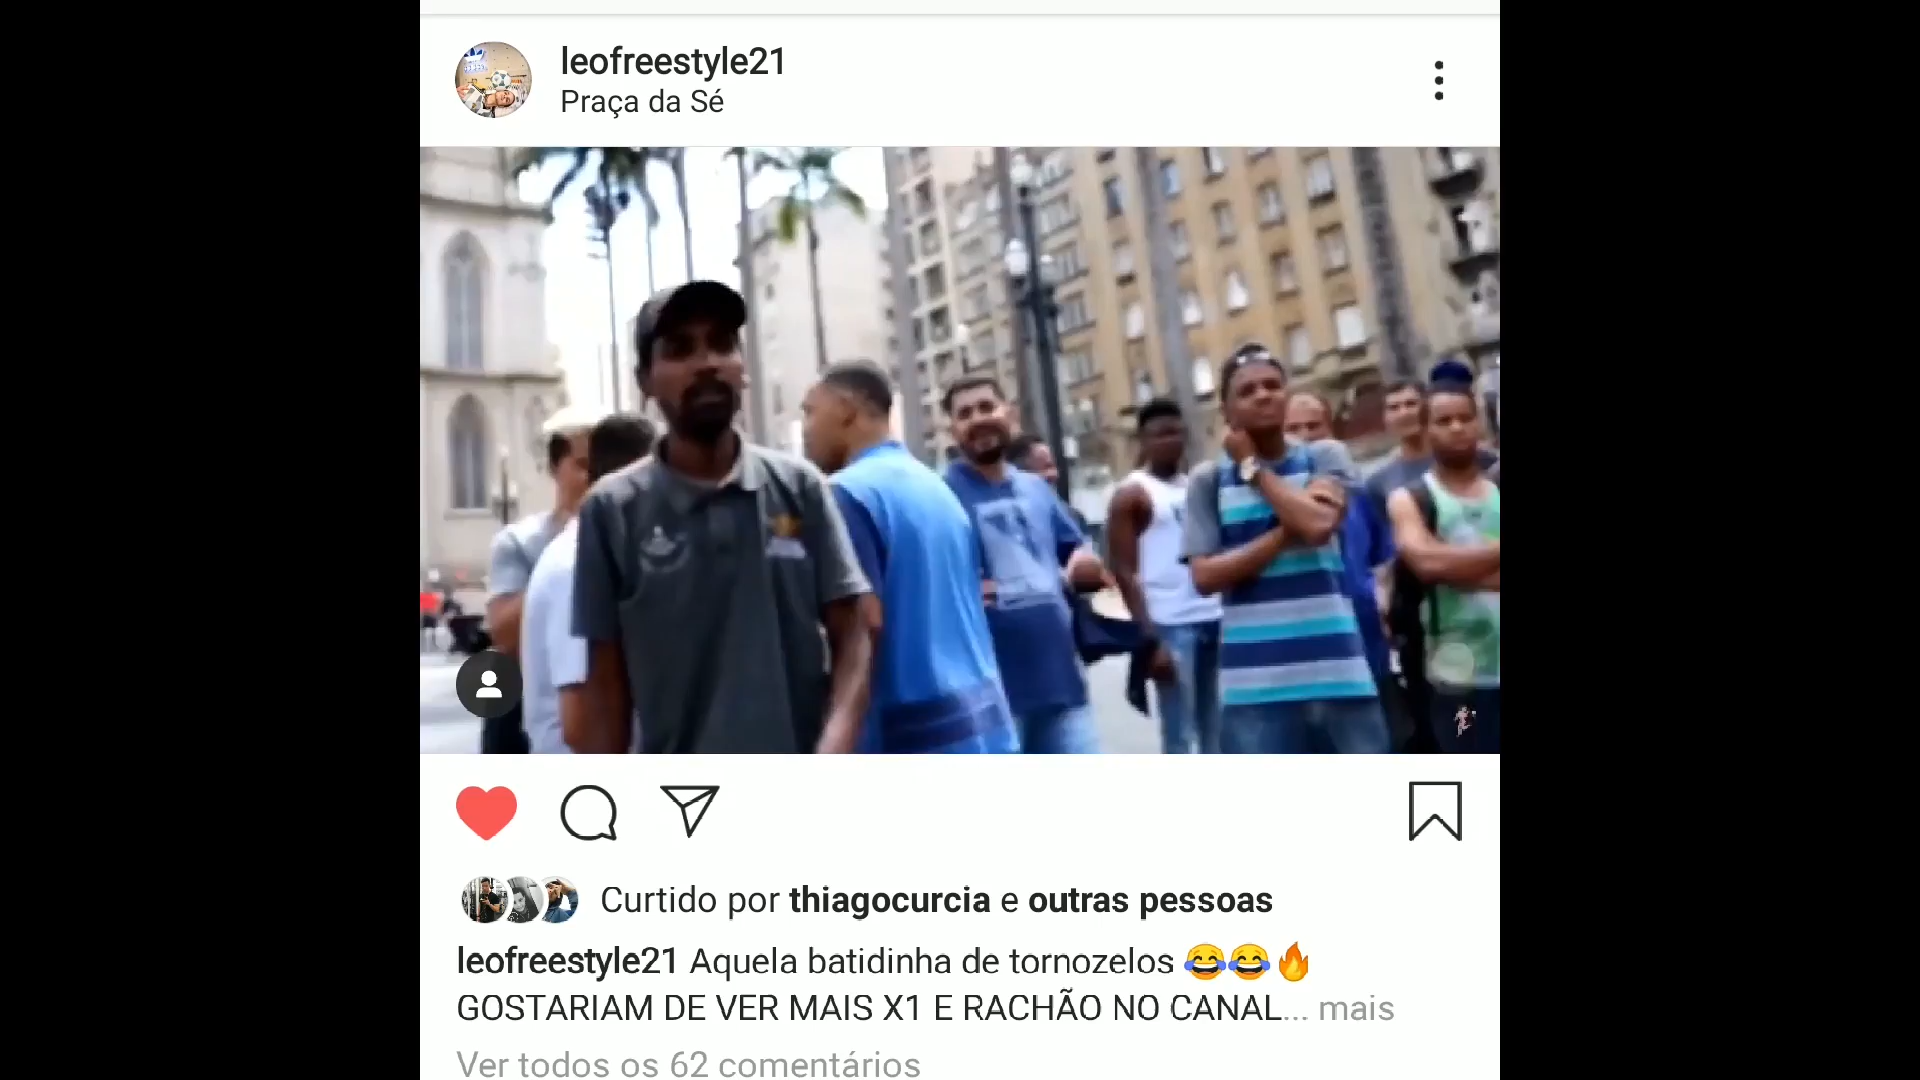 leofreestyle21
Praça da Sé
Curtido por thiagocurcia e outras pessoas
leofreestyle21 Aquela batidinha de tornozelos 😂😂🔥
GOSTARIAM DE VER MAIS X1 E RACHÃO NO CANAL... mais
Ver todos os 62 comentários